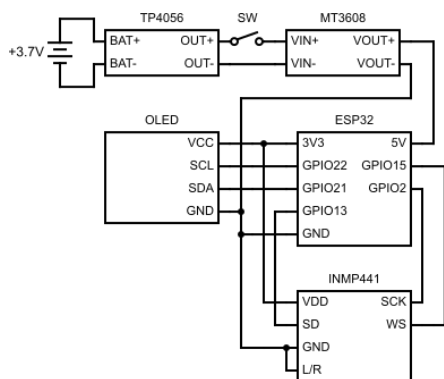 TP4056
SW
MT3608
+3.7V
BAT+
OUT+
VIN+
VOUT+
BAT-
OUT-
VIN-
VOUT-
OLED
ESP32
VCC
3V3
5V
SCL
GPIO22
GPIO15
SDA
GPIO21
GPIO2
GND
GPIO13
GND
INMP441
VDD
SCK
SD
WS
GND
L/R